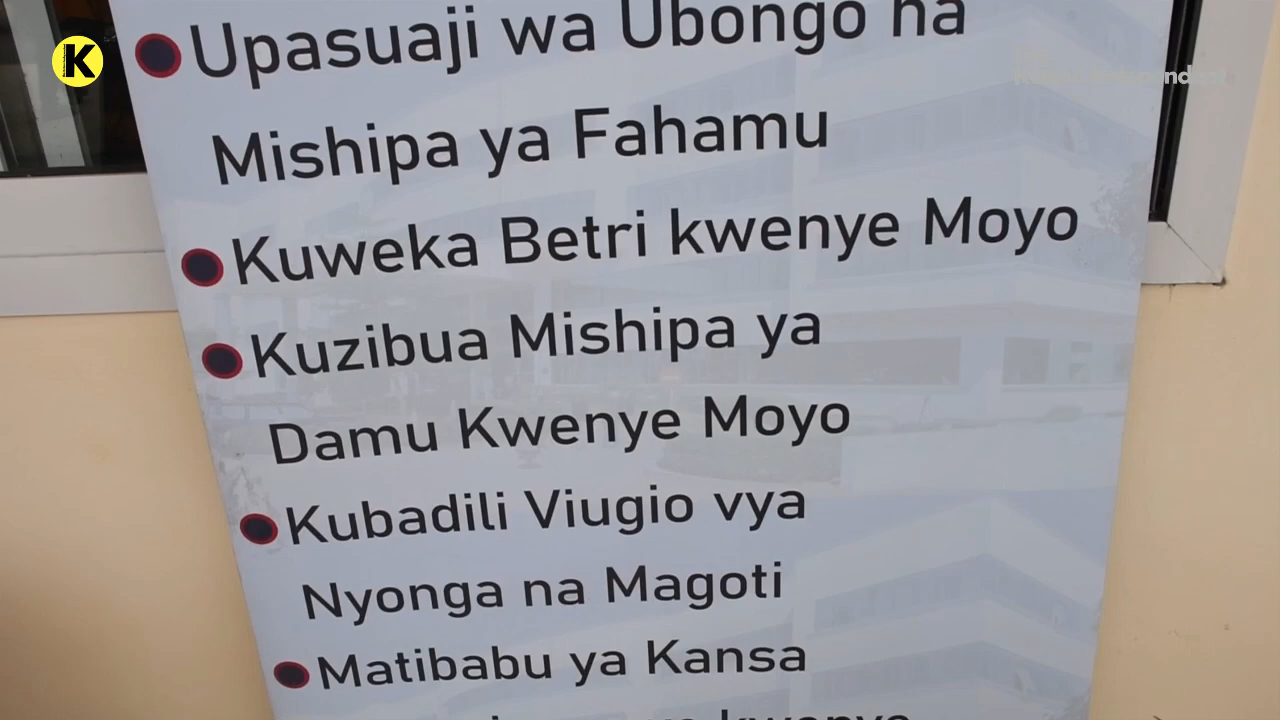 K
Upasuaji wa Ubongo na
Mishipa ya Fahamu
Kuweka Betri kwenye Moyo
Kuzibua Mishipa ya
Damu Kwenye Moyo
Kubadili Viugio vya
Nyonga na Magoti
Matibabu ya Kansa
kwenye